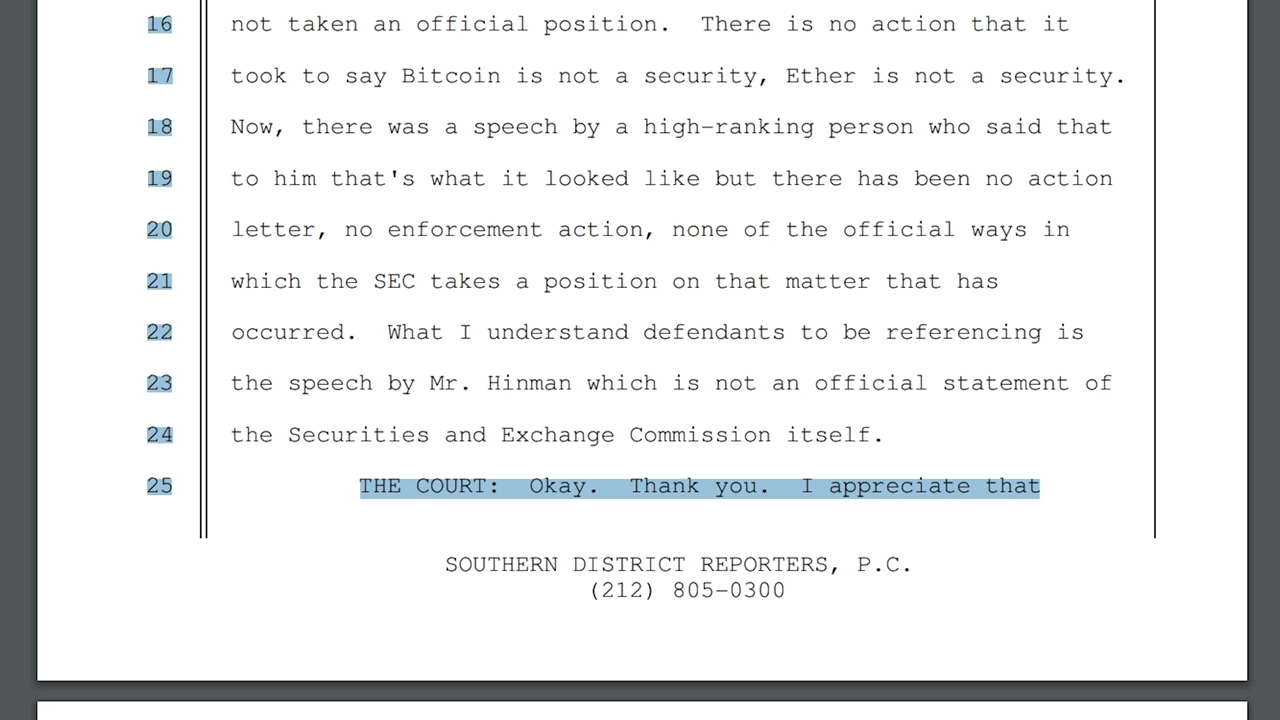 16 not taken an official position. There is no action that it
17 took to say Bitcoin is not a security, Ether is not a security.
18 Now, there was a speech by a high-ranking person who said that
19 to him that's what it looked like but there has been no action
20 letter, no enforcement action, none of the official ways in
21 which the SEC takes a position on that matter that has
22 occurred. What I understand defendants to be referencing is
23 the speech by Mr. Hinman which is not an official statement of
24 the Securities and Exchange Commission itself.
25 THE COURT: Okay. Thank you. I appreciate that
SOUTHERN DISTRICT REPORTERS, P.C.
(212) 805-0300